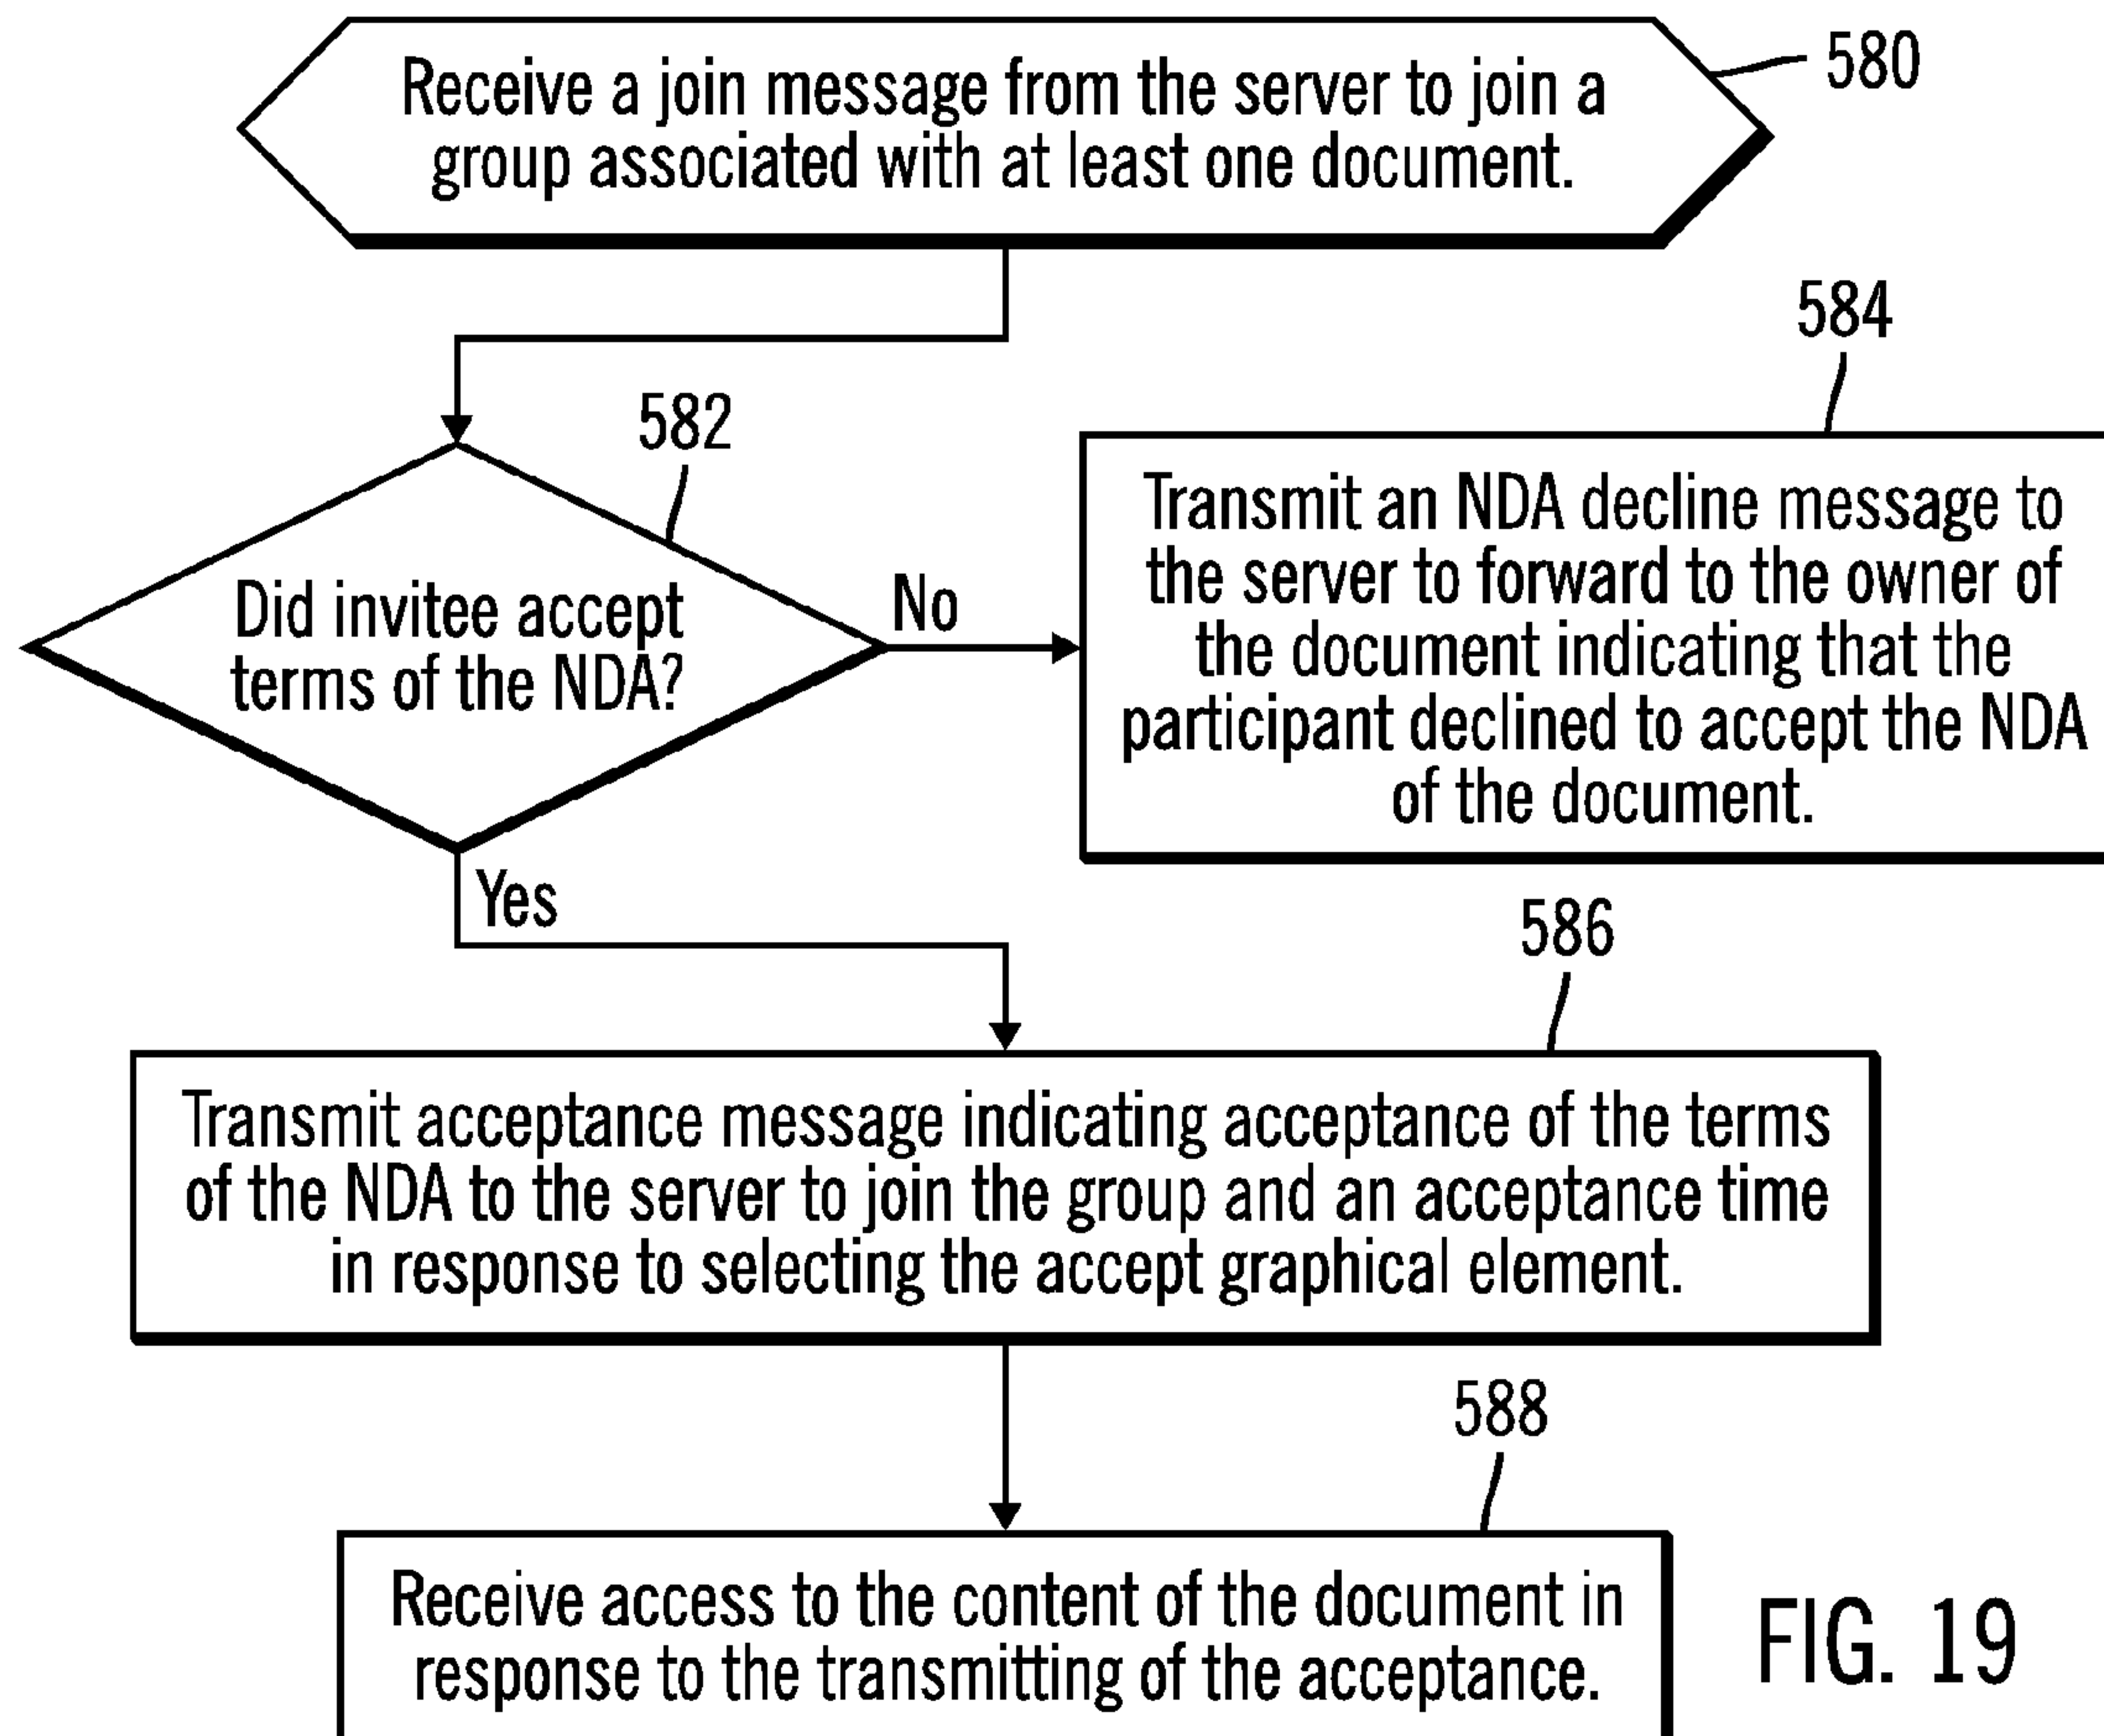 Receive a join message from the server to join a
group associated with at least one document.
580
582
Did invitee accept
terms of the NDA?
No
584
Transmit an NDA decline message to
the server to forward to the owner of
the document indicating that the
participant declined to accept the NDA
of the document.
Yes
586
Transmit acceptance message indicating acceptance of the terms
of the NDA to the server to join the group and an acceptance time
in response to selecting the accept graphical element.
588
Receive access to the content of the document in
response to the transmitting of the acceptance.
FIG. 19